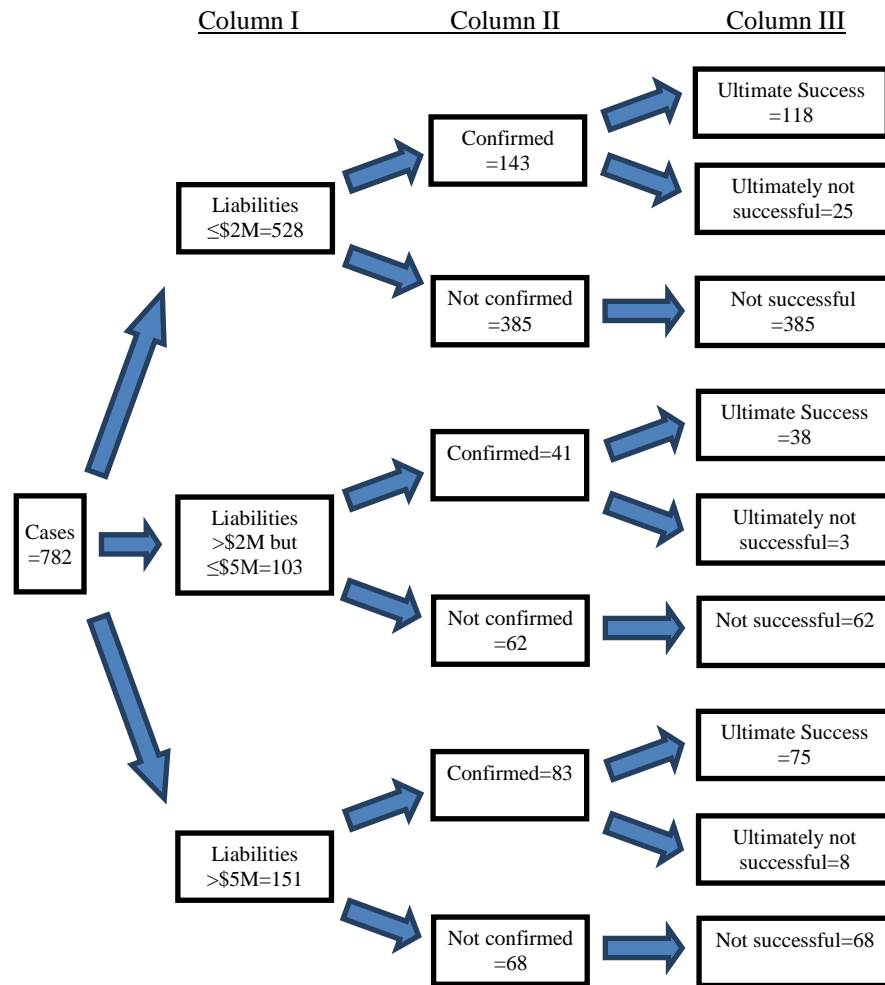 Column I
Column II
Column III
Cases
=782
Liabilities
≤$2M=528
Confirmed
=143
Ultimate Success
=118
Ultimately not
successful=25
Not confirmed
=385
Not successful
=385
Liabilities
>$2M but
≤$5M=103
Confirmed=41
Ultimate Success
=38
Ultimately not
successful=3
Not confirmed
=62
Not successful=62
Liabilities
>$5M=151
Confirmed=83
Ultimate Success
=75
Ultimately not
successful=8
Not confirmed
=68
Not successful=68